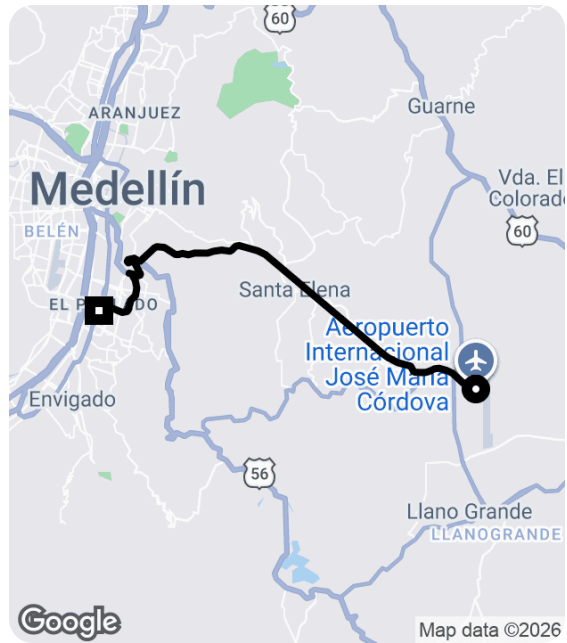 60
ARANJUEZ
Guarne
Medellín
Vda. El
Colorado
BELÉN
60
Santa Elena
EL P
DO
Aeropuerto
Internacional
José María
Córdova
Envigado
56
Llano Grande
LLANOGRANDE
Google
Map data ©2026